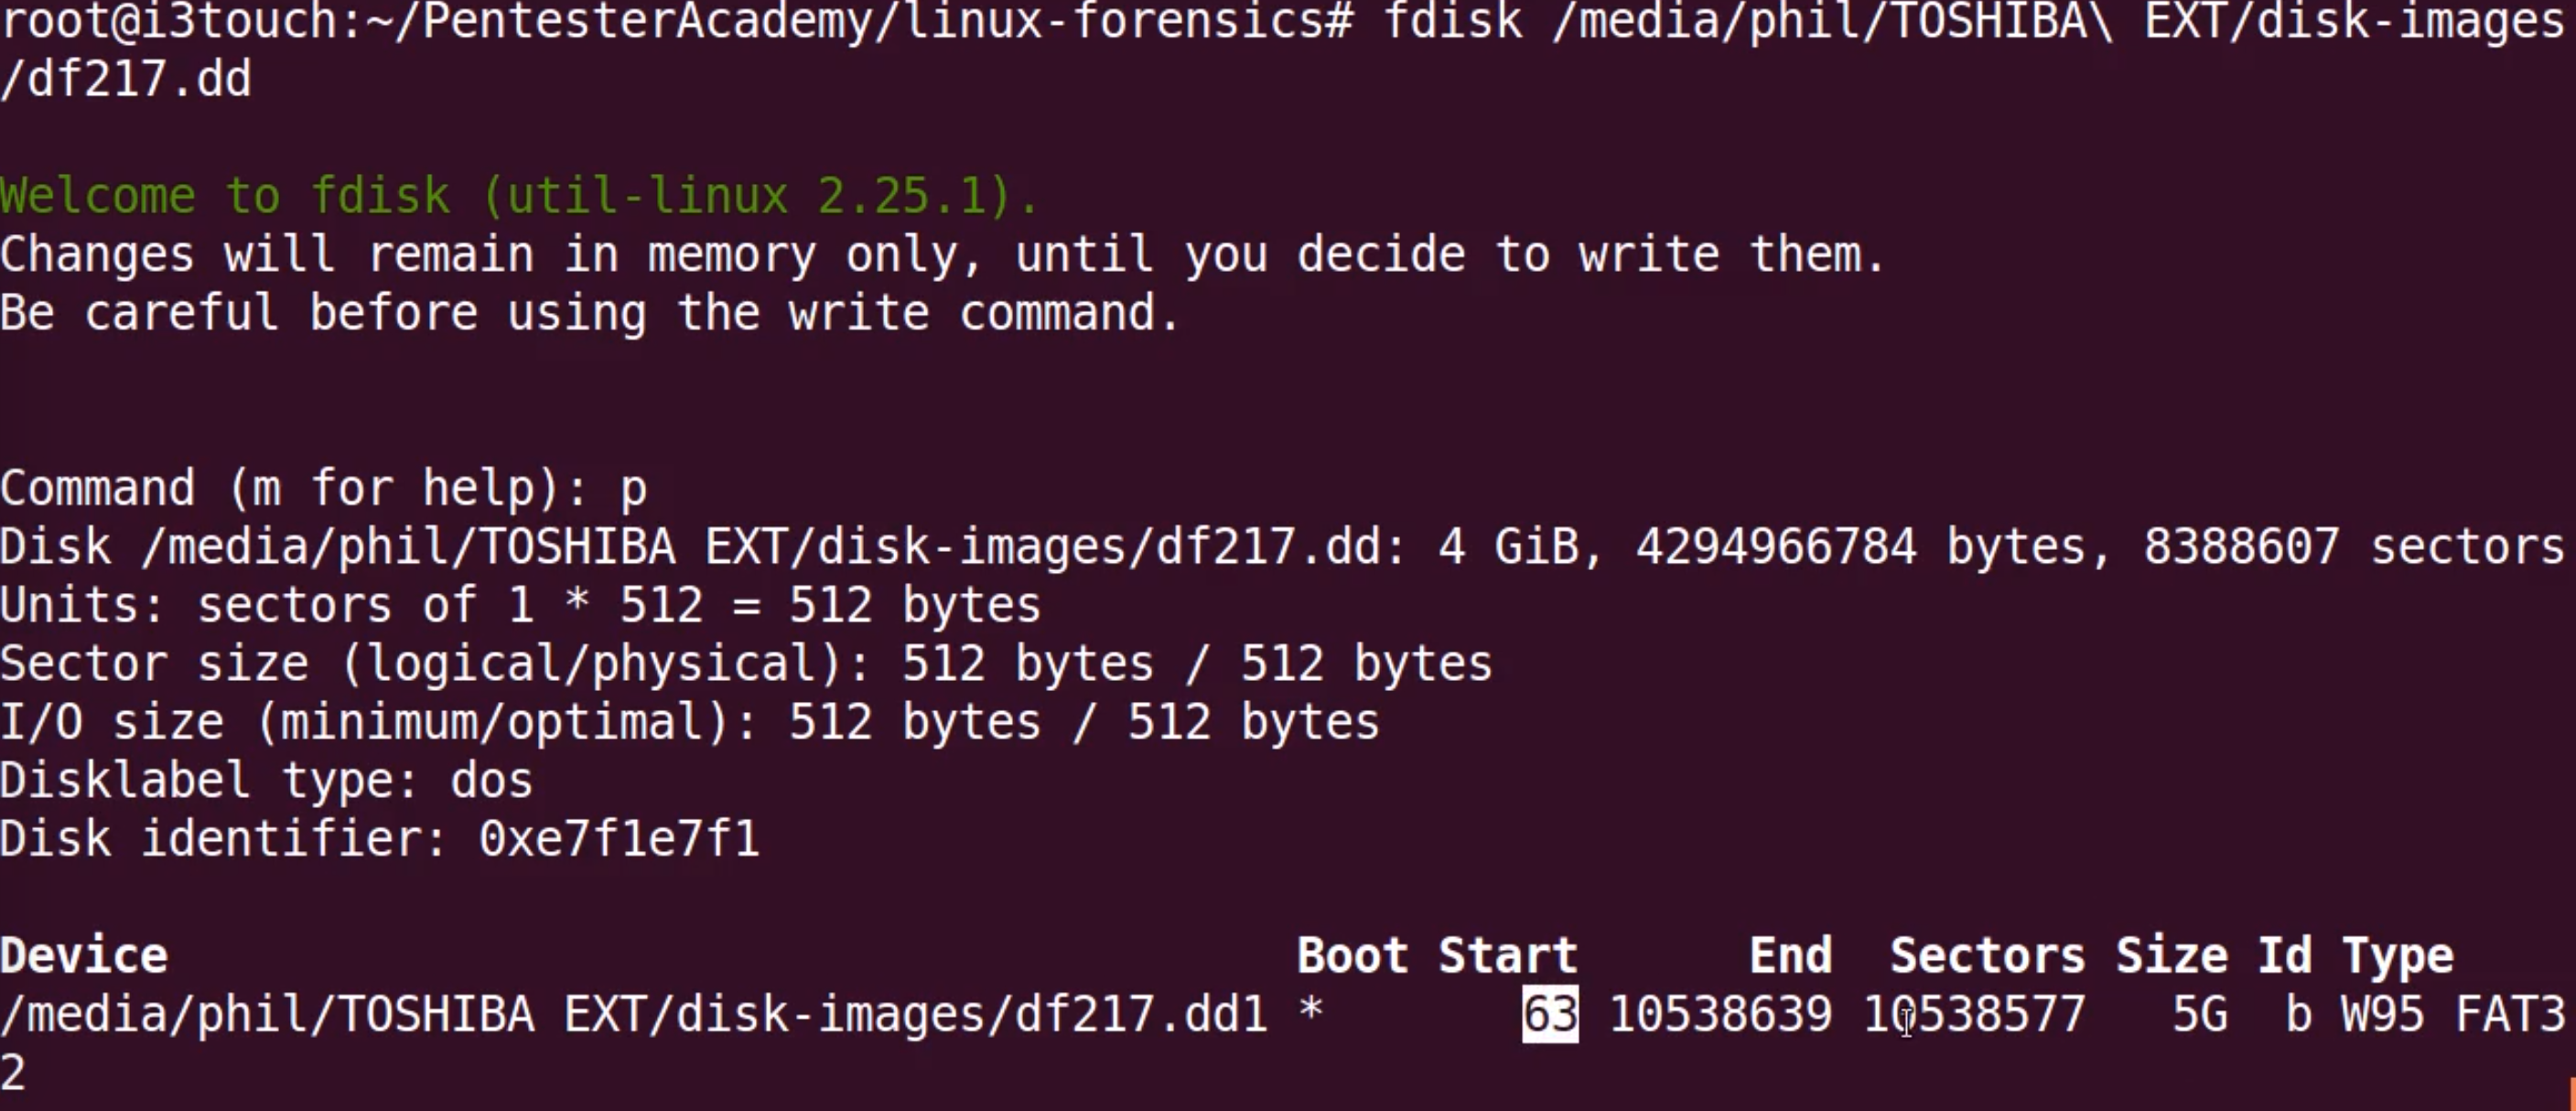 root@i3touch:~/PentesterAcademy/linux-forensics# fdisk /media/phil/TOSHIBA\ EXT/disk-images
/df217.dd
Welcome to fdisk (util-linux 2.25.1).
Changes will remain in memory only, until you decide to write them.
Be careful before using the write command.
Command (m for help): p
Disk /media/phil/TOSHIBA EXT/disk-images/df217.dd: 4 GiB, 4294966784 bytes, 8388607 sectors
Units: sectors of 1 * 512 = 512 bytes
Sector size (logical/physical): 512 bytes / 512 bytes
I/O size (minimum/optimal): 512 bytes / 512 bytes
Disklabel type: dos
Disk identifier: 0xe7f1e7f1
Device Boot Start End Sectors Size Id Type
/media/phil/TOSHIBA EXT/disk-images/df217.dd1 * 63 10538639 10538577 5G b W95 FAT3
2